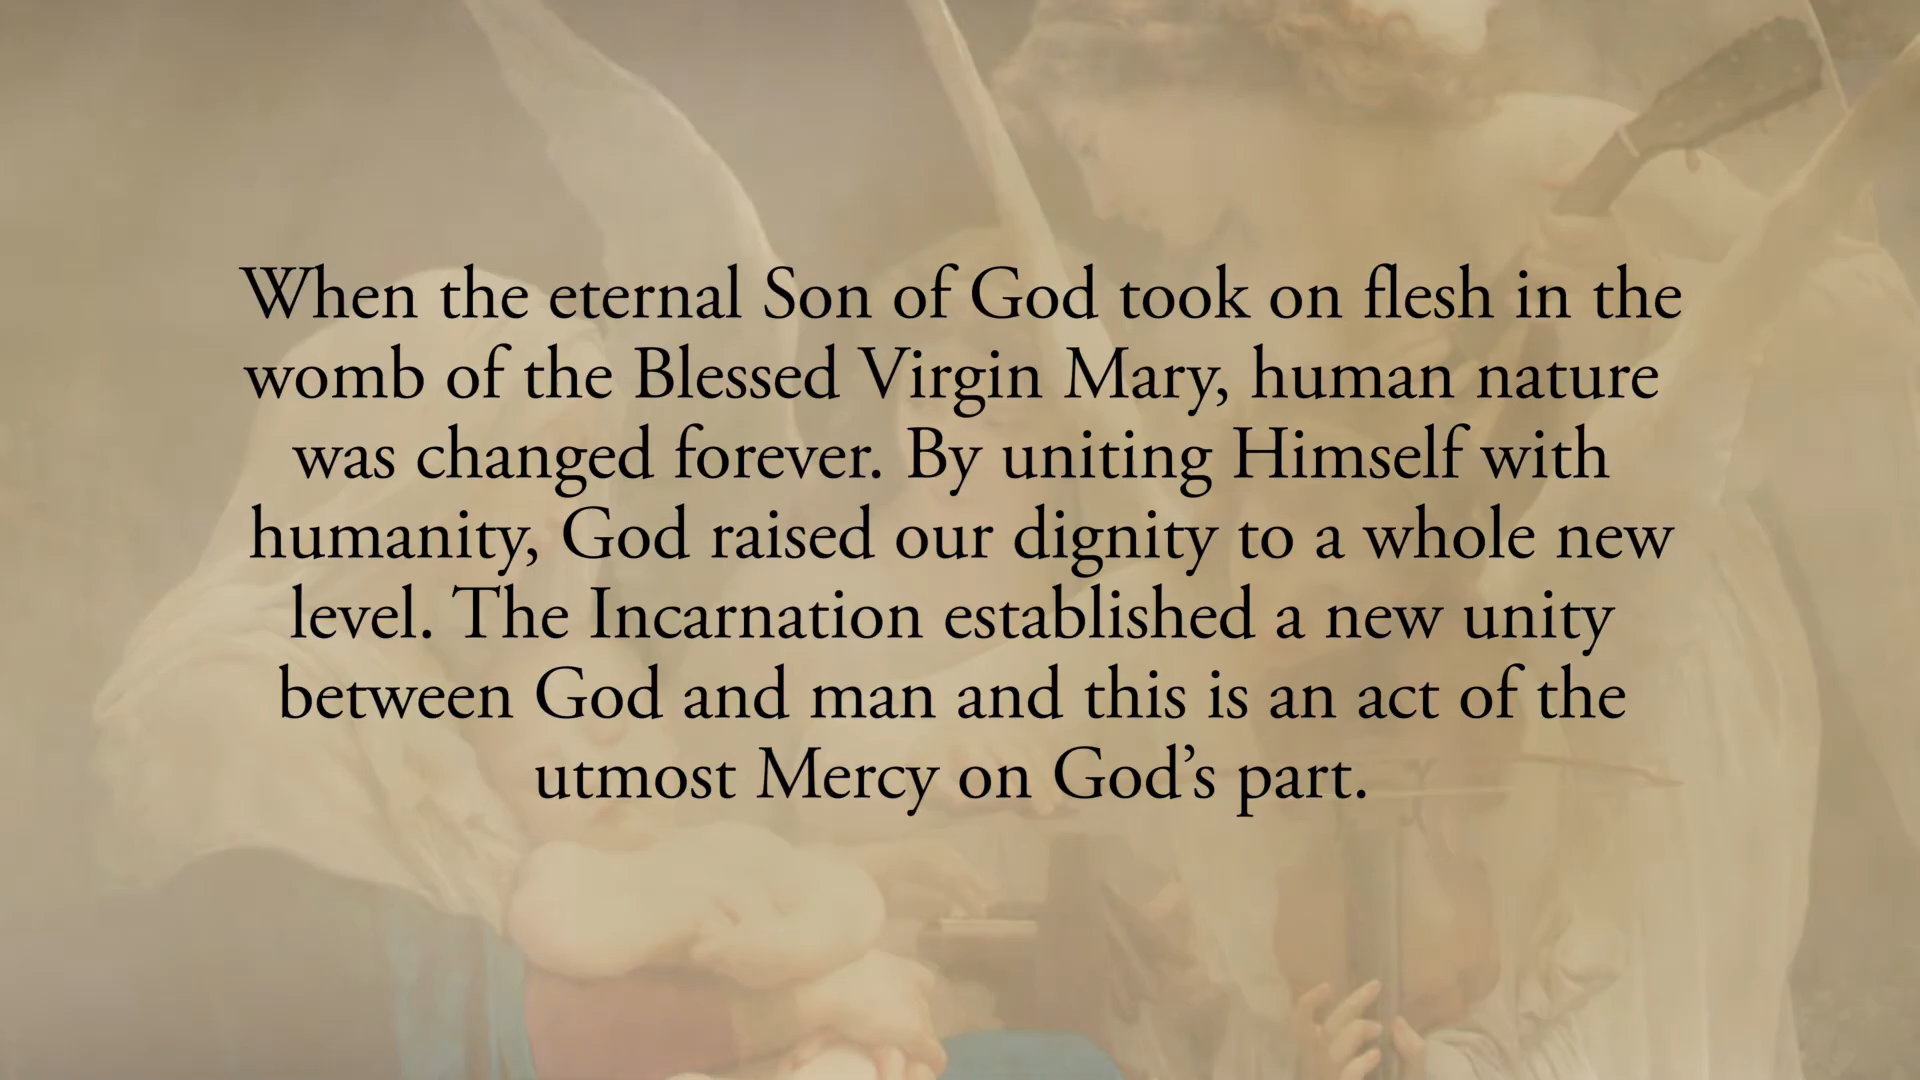 When the eternal Son of God took on flesh in the
womb of the Blessed Virgin Mary, human nature
was changed forever. By uniting Himself with
humanity, God raised our dignity to a whole new
level. The Incarnation established a new unity
between God and man and this is an act of the
utmost Mercy on God’s part.